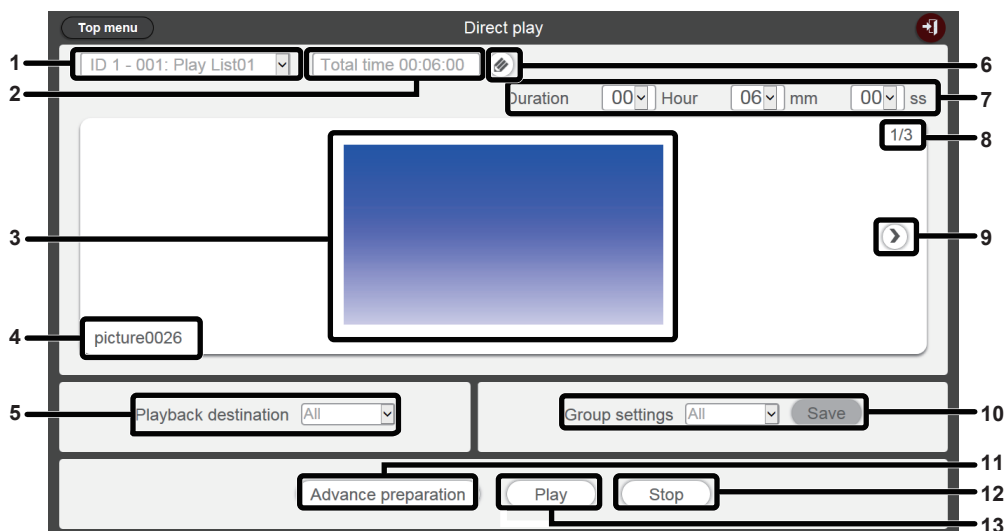 Top menu
Direct play
1
ID 1 - 001: Play List01
Total time 00:06:00
6
2
Duration 00 Hour 06 mm 00 ss
7
1/3
8
3
9
4
picture0026
5
Playback destination All
Group settings All Save
10
11
Advance preparation
Play
Stop
12
13